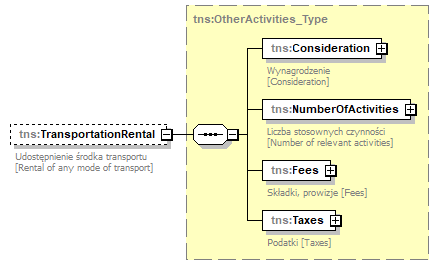 tns:OtherActivities_Type
tns:Consideration
Wynagrodzenie
[Consideration]
tns:NumberOfActivities
Liczba stosownych czynności
[Number of relevant activities]
tns:TransportationRental
Udostępnienie środka transportu
[Rental of any mode of transport]
tns:Fees
Składki, prowizje [Fees]
tns:Taxes
Podatki [Taxes]